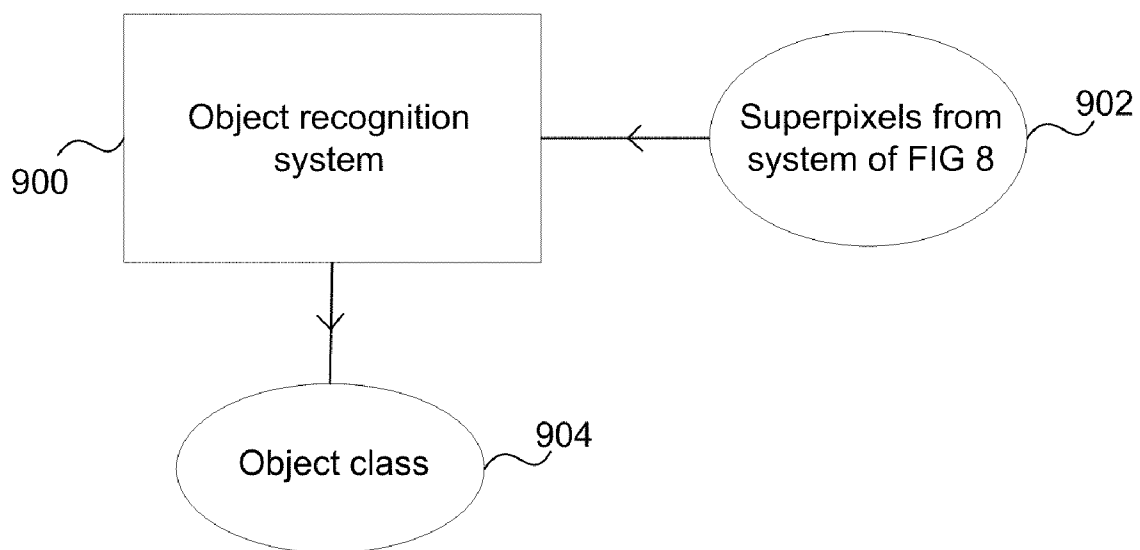 Object recognition
system
900
Superpixels from
system of FIG 8
902
Object class
904